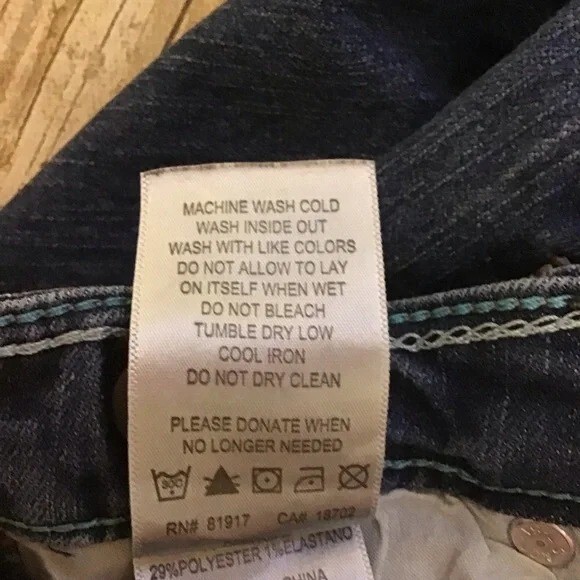 MACHINE WASH COLD
WASH INSIDE OUT
WASH WITH LIKE COLORS
DO NOT ALLOW TO LAY
ON ITSELF WHEN WET
DO NOT BLEACH
TUMBLE DRY LOW
COOL IRON
DO NOT DRY CLEAN
PLEASE DONATE WHEN
NO LONGER NEEDED
30C
RN# 81917 CA# 18702
29%POLYESTER 1%ELASTANO
CHINA